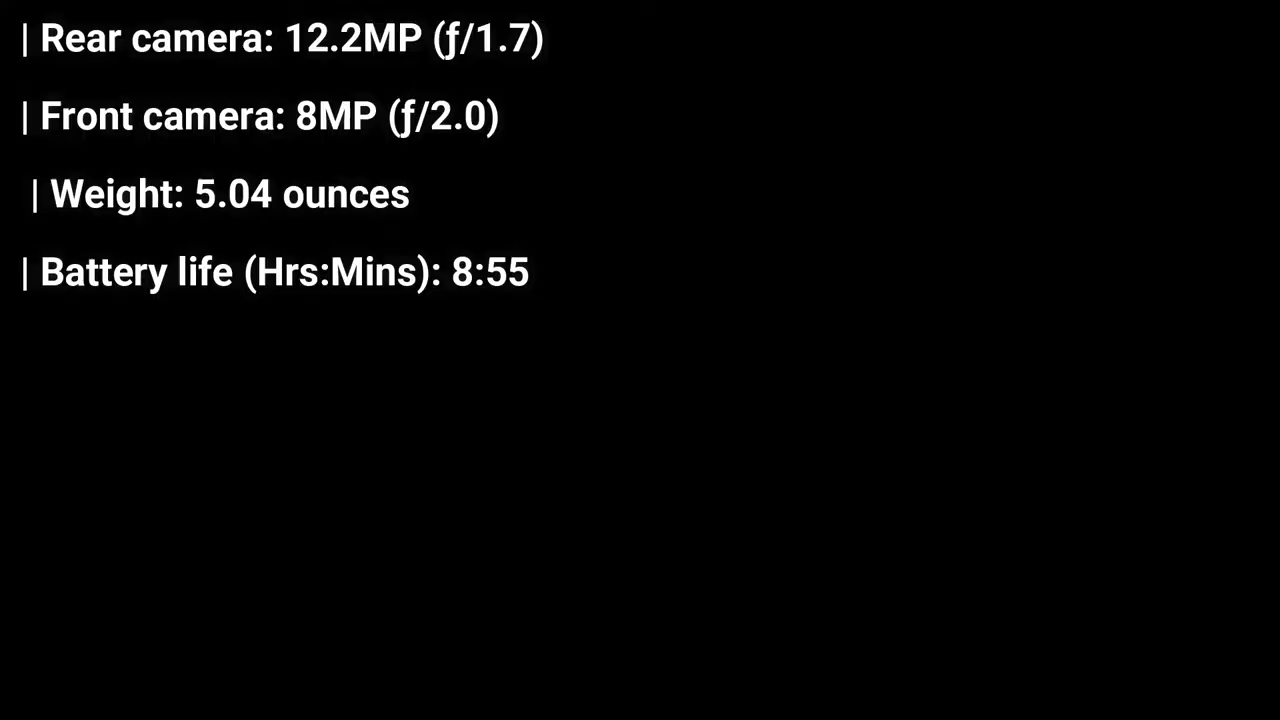 | Rear camera: 12.2MP (ƒ/1.7)
| Front camera: 8MP (ƒ/2.0)
| Weight: 5.04 ounces
| Battery life (Hrs:Mins): 8:55